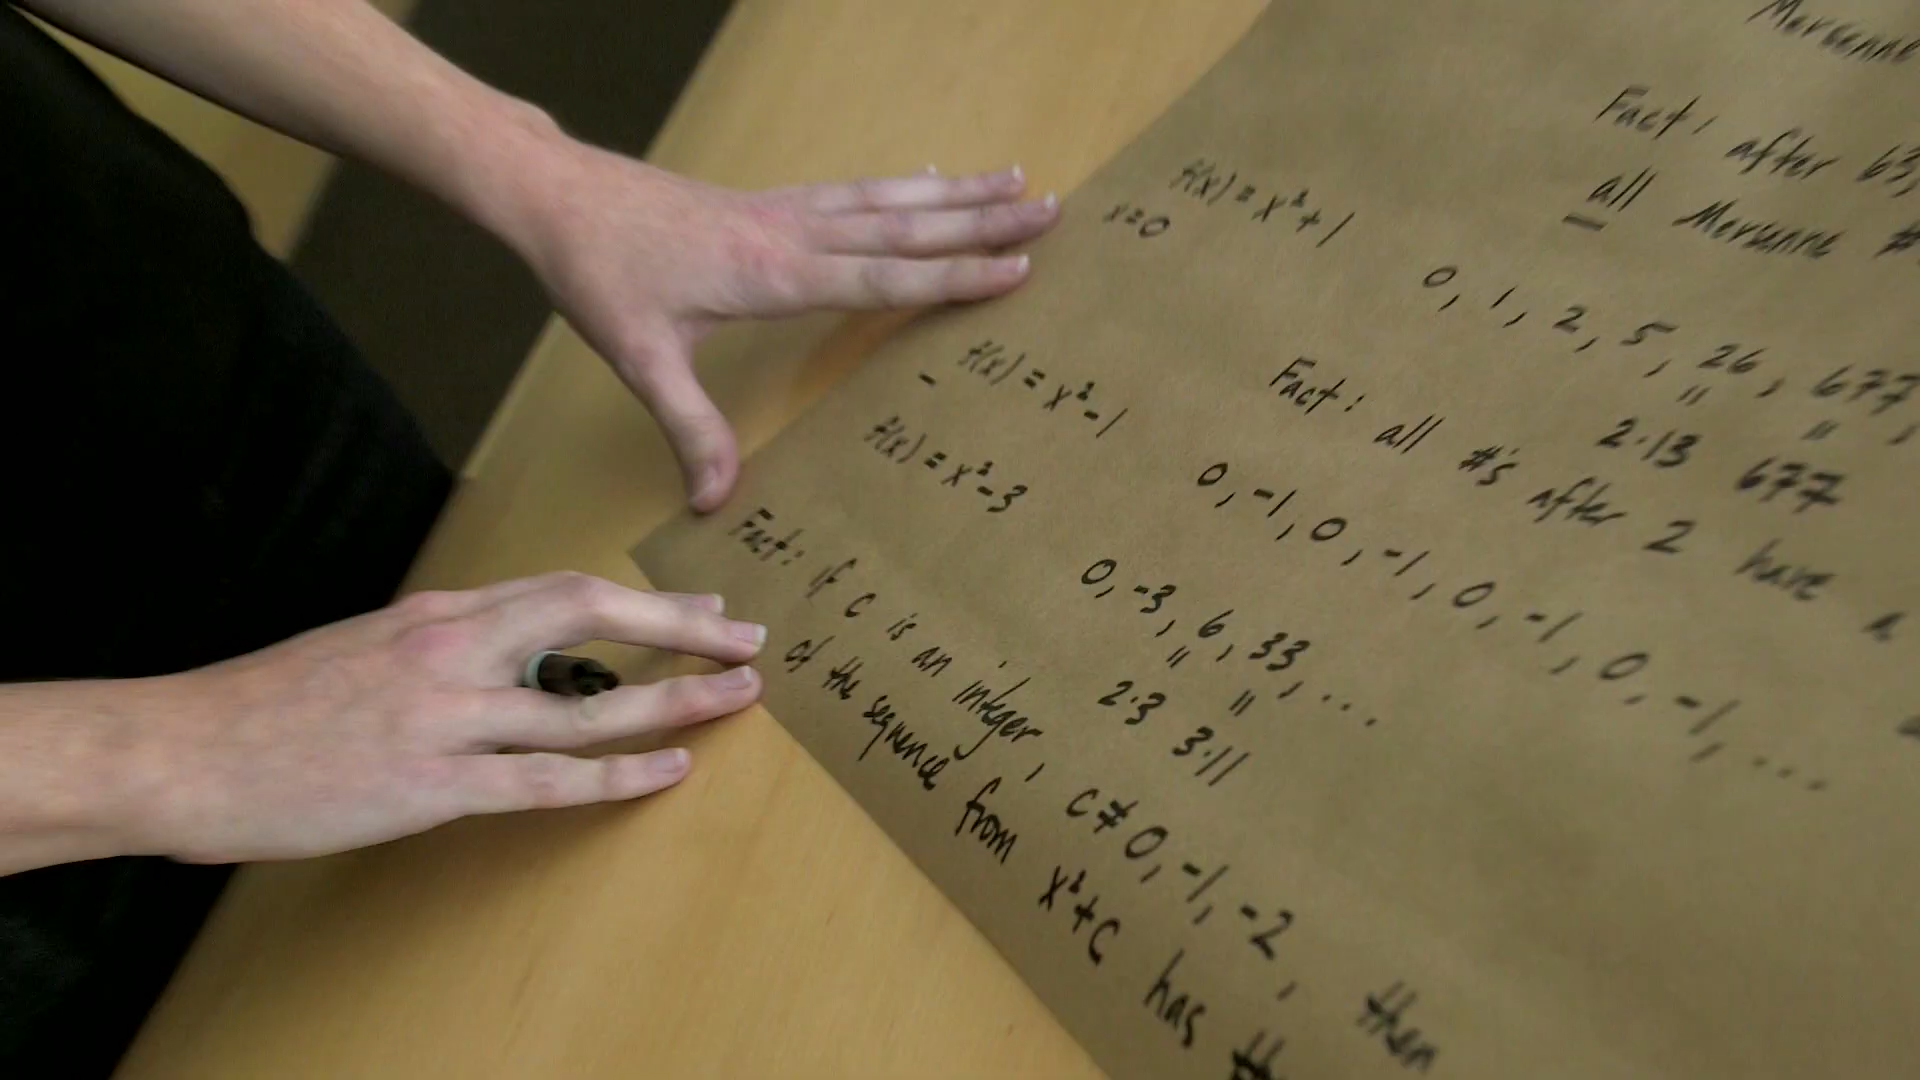 Mersenne
Fact: after 63,
all Mersenne #
f(x) = x²+1
x=0
0, 1, 2, 5, 26, 677,
" "
2·13 677
Fact: all #'s after 2 have a
f(x) = x²-1
0, -1, 0, -1, 0, -1, 0, -1, ...
f(x) = x²-3
0, -3, 6, 33, ...
" "
2·3 3·11
Fact: if c is an integer, c≠0, -1, -2, then
of the sequence from x²+c has